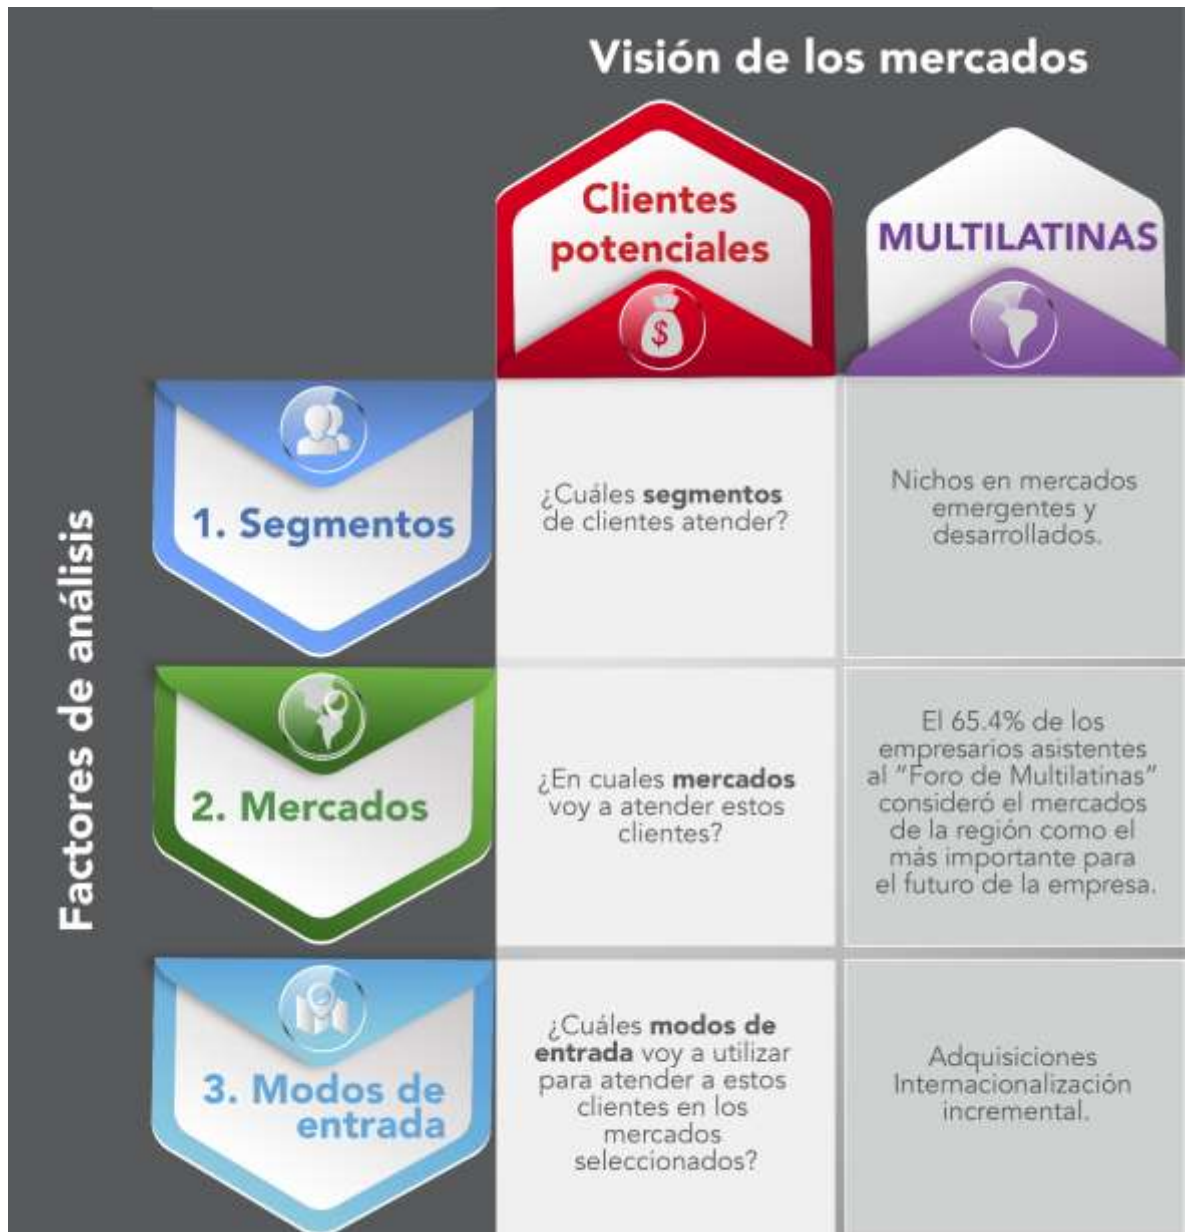 Visión de los mercados
Clientes
potenciales
$
MULTILATINAS
Factores de análisis
1. Segmentos
¿Cuáles segmentos
de clientes atender?
Nichos en mercados
emergentes y
desarrollados.
2. Mercados
¿En cuales mercados
voy a atender estos
clientes?
El 65.4% de los
empresarios asistentes
al "Foro de Multilatinas"
consideró el mercados
de la región como el
más importante para
el futuro de la empresa.
3. Modos de
entrada
¿Cuáles modos de
entrada voy a utilizar
para atender a estos
clientes en los
mercados
seleccionados?
Adquisiciones
Internacionalización
incremental.